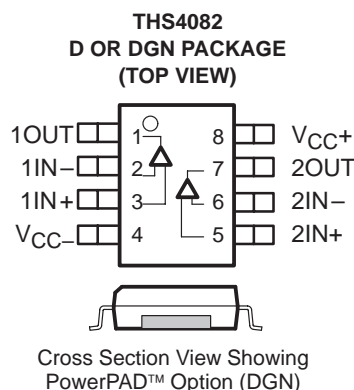 THS4082
D OR DGN PACKAGE
(TOP VIEW)
1OUT 1 8 VCC+
1IN− 2 7 2OUT
1IN+ 3 6 2IN−
VCC− 4 5 2IN+
Cross Section View Showing
PowerPAD™ Option (DGN)